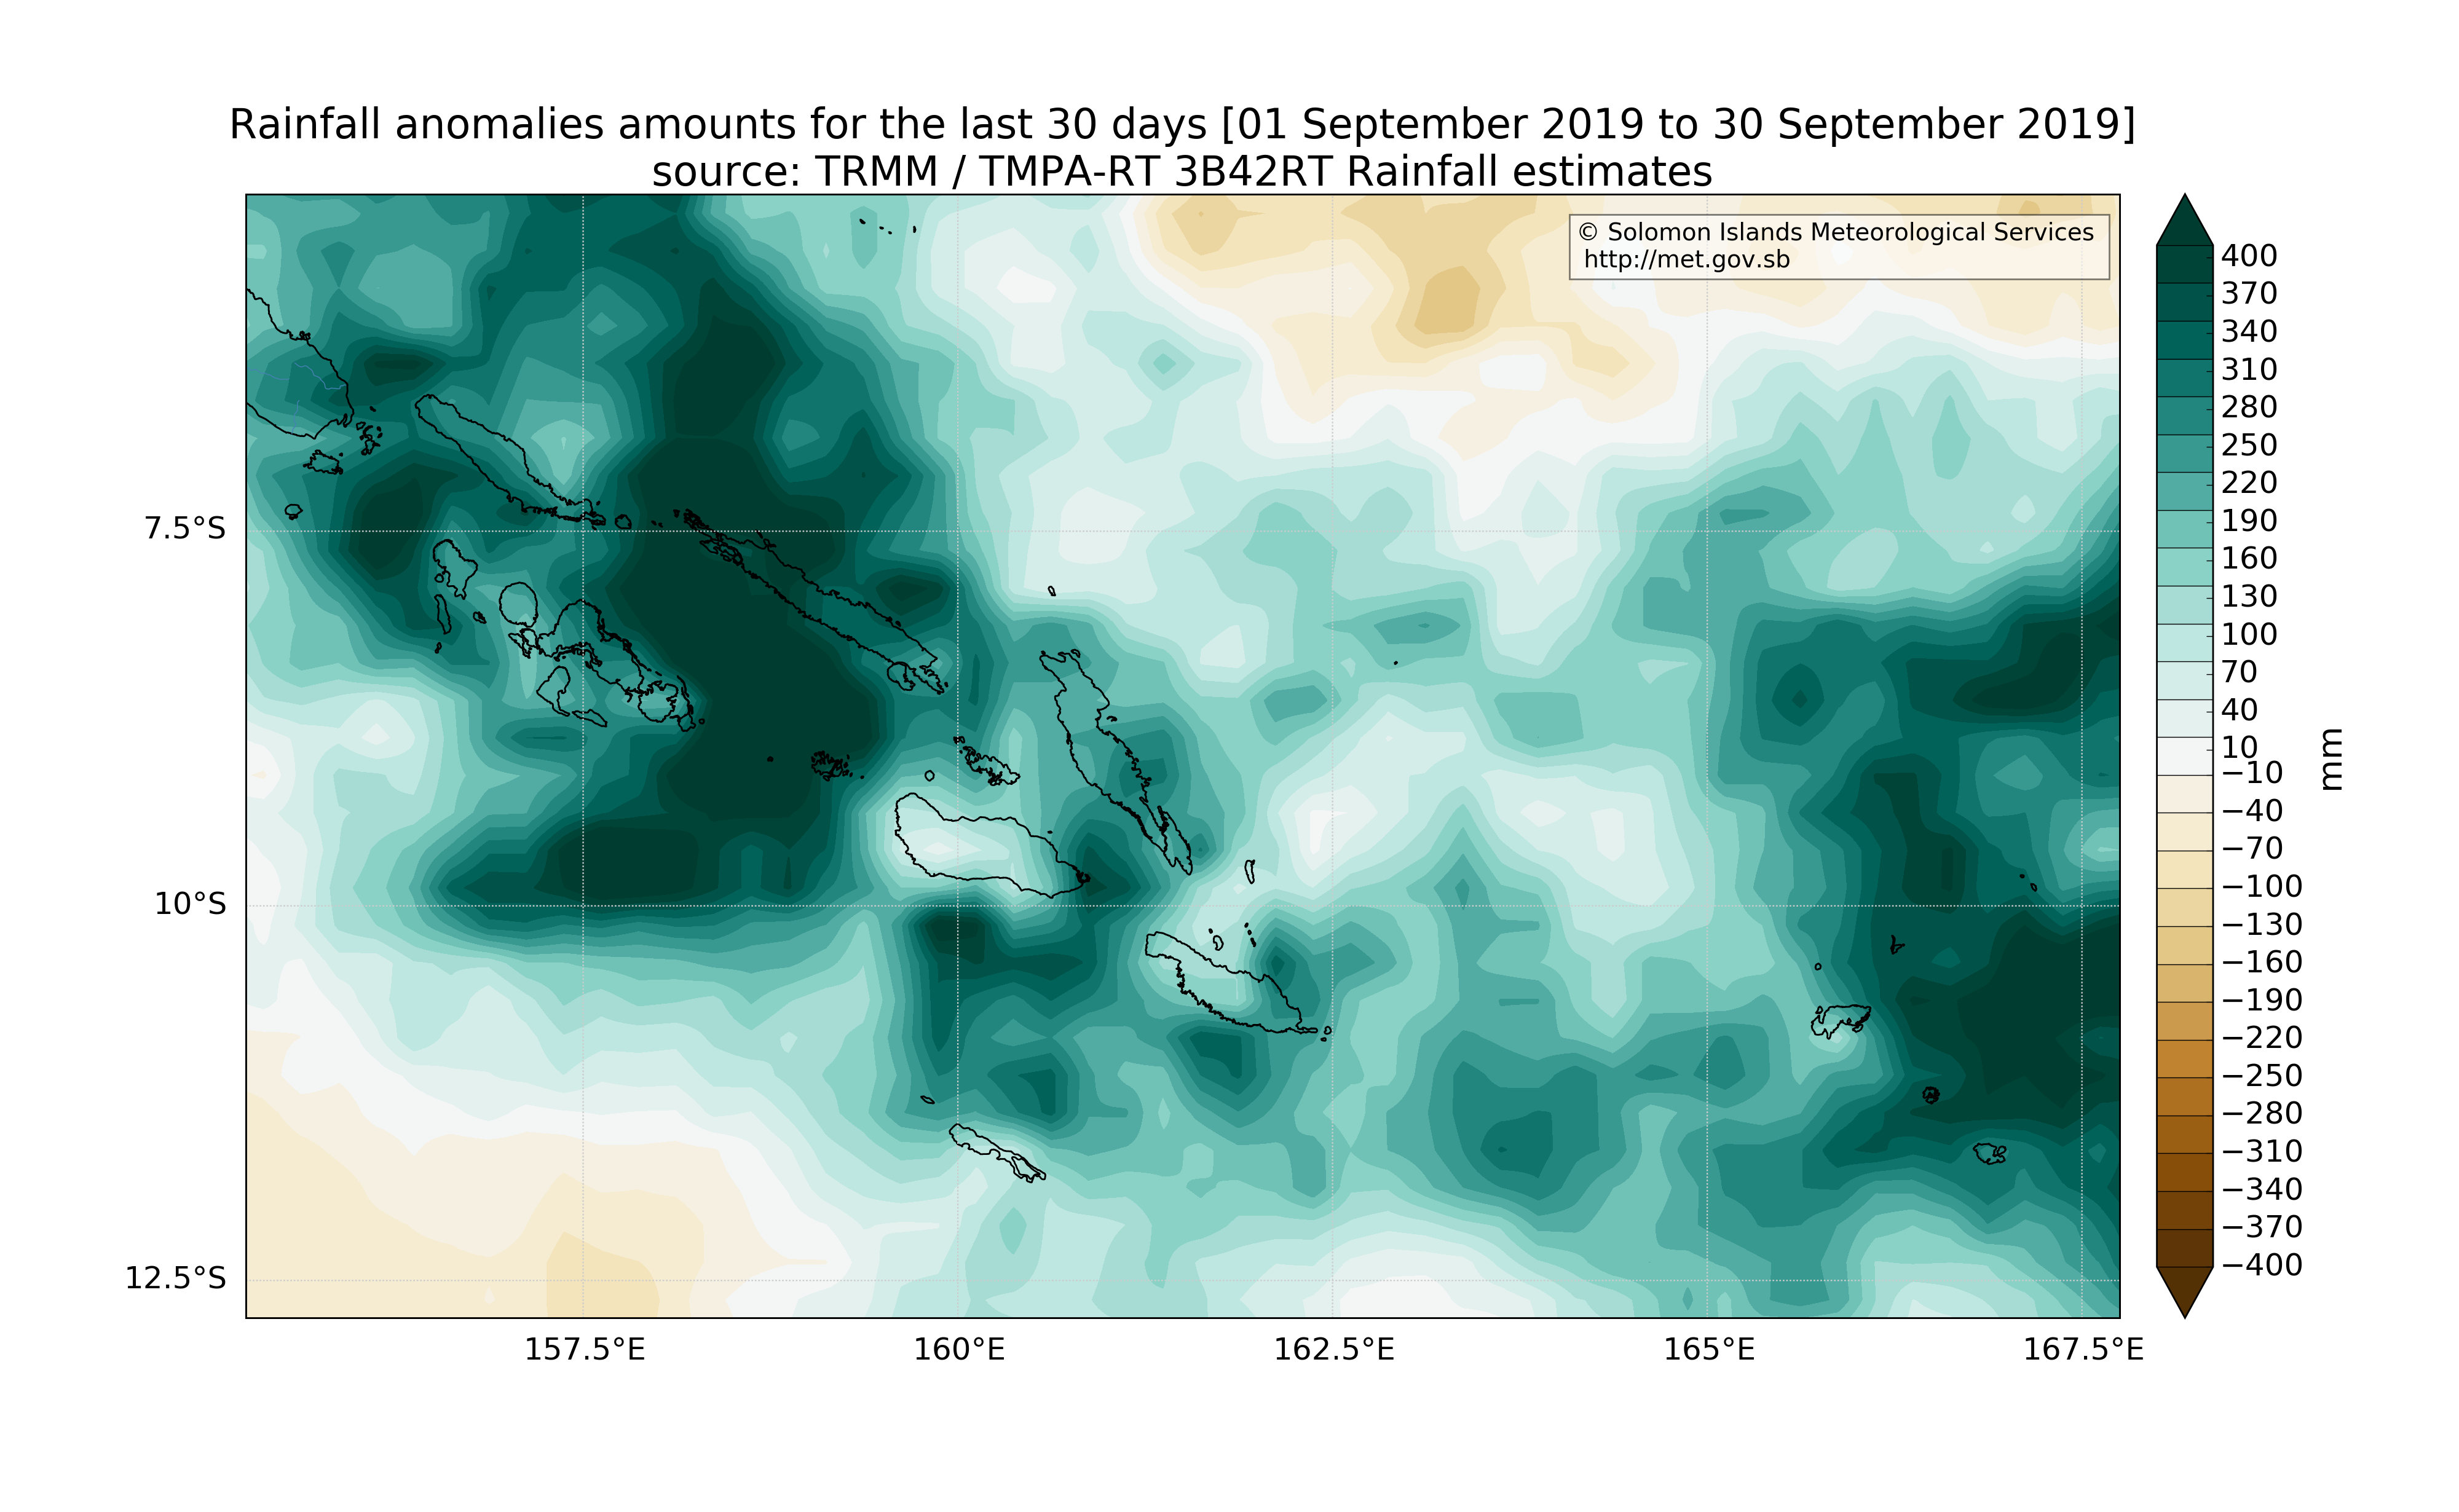 Rainfall anomalies amounts for the last 30 days [01 September 2019 to 30 September 2019]
source: TRMM / TMPA-RT 3B42RT Rainfall estimates
© Solomon Islands Meteorological Services
http://met.gov.sb
7.5°S
10°S
12.5°S
157.5°E
160°E
162.5°E
165°E
167.5°E
400
370
340
310
280
250
220
190
160
130
100
70
40
10
−10
−40
−70
−100
−130
−160
−190
−220
−250
−280
−310
−340
−370
−400
mm